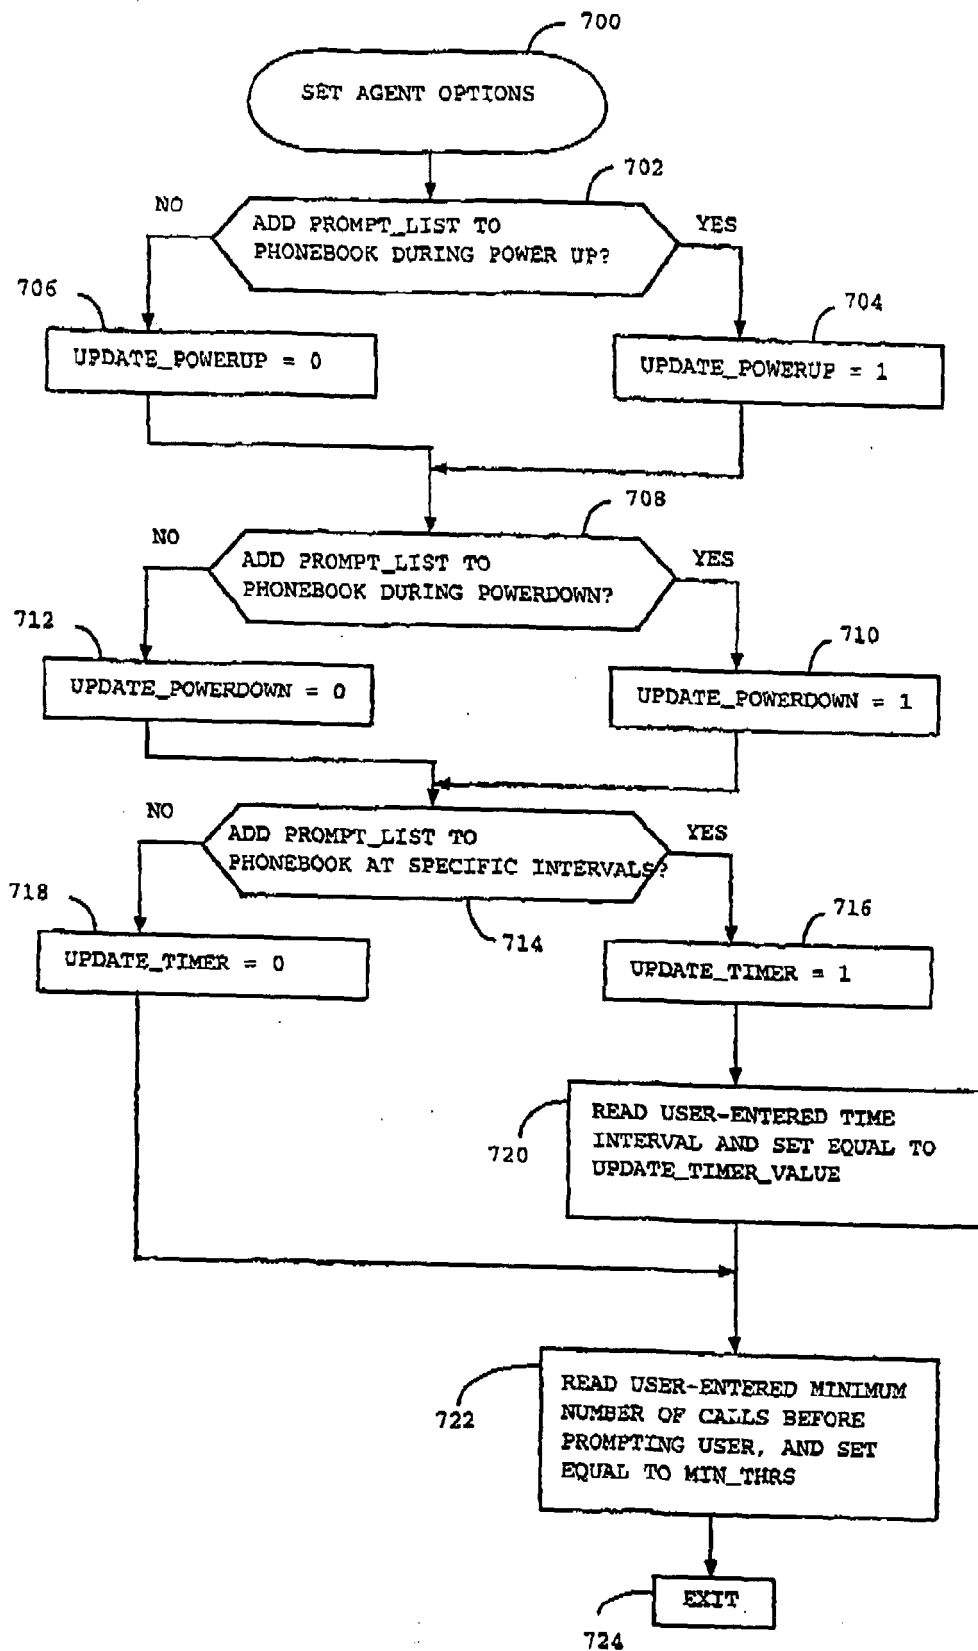 700
SET AGENT OPTIONS
702
NO
ADD PROMPT_LIST TO
PHONEBOOK DURING POWER UP?
YES
706
704
UPDATE_POWERUP = 0
UPDATE_POWERUP = 1
708
NO
ADD PROMPT_LIST TO
PHONEBOOK DURING POWERDOWN?
YES
712
710
UPDATE_POWERDOWN = 0
UPDATE_POWERDOWN = 1
NO
ADD PROMPT_LIST TO
PHONEBOOK AT SPECIFIC INTERVALS?
YES
718
714
716
UPDATE_TIMER = 0
UPDATE_TIMER = 1
720
READ USER-ENTERED TIME
INTERVAL AND SET EQUAL TO
UPDATE_TIMER_VALUE
722
READ USER-ENTERED MINIMUM
NUMBER OF CALLS BEFORE
PROMPTING USER, AND SET
EQUAL TO MIN_THRS
EXIT
724